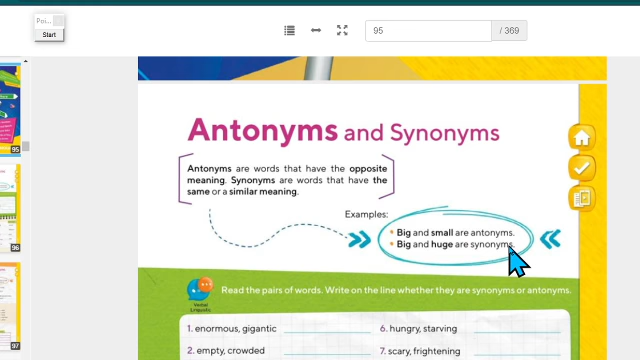 Poi...
Start
95
/ 369
Antonyms and Synonyms
Antonyms are words that have the opposite
meaning. Synonyms are words that have the
same or a similar meaning.
Examples:
• Big and small are antonyms.
• Big and huge are synonyms.
Read the pairs of words. Write on the line whether they are synonyms or antonyms.
Verbal
Linguistic
1. enormous, gigantic
6. hungry, starving
2. empty, crowded
7. scary, frightening
95
96
97